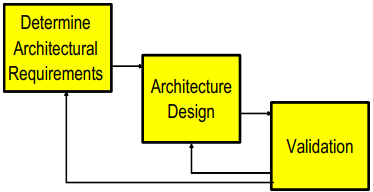 Determine
Architectural
Requirements
Architecture
Design
Validation